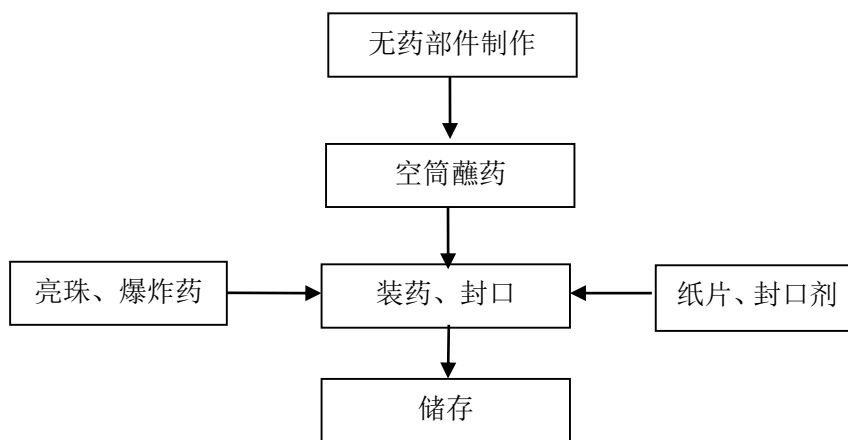 无药部件制作
空筒蘸药
亮珠、爆炸药
装药、封口
纸片、封口剂
储存